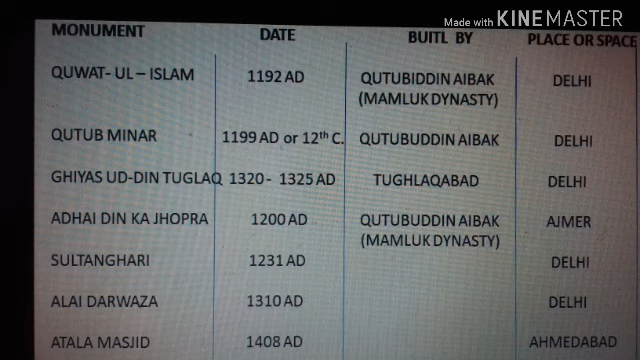 Made with KINEMASTER
MONUMENT DATE BUITL BY PLACE OR SPACE
QUWAT- UL – ISLAM 1192 AD QUTUBIDDIN AIBAK DELHI
(MAMLUK DYNASTY)
QUTUB MINAR 1199 AD or 12th C. QUTUBUDDIN AIBAK DELHI
GHIYAS UD-DIN TUGLAQ 1320 - 1325 AD TUGHLAQABAD DELHI
ADHAI DIN KA JHOPRA 1200 AD QUTUBUDDIN AIBAK AJMER
(MAMLUK DYNASTY)
SULTANGHARI 1231 AD DELHI
ALAI DARWAZA 1310 AD DELHI
ATALA MASJID 1408 AD AHMEDABAD